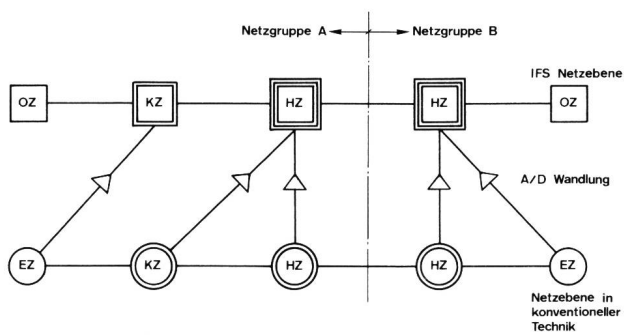 Netzgruppe A
Netzgruppe B
IFS Netzebene
OZ
KZ
HZ
HZ
OZ
A/D Wandlung
EZ
KZ
HZ
HZ
EZ
Netzebene in
konventioneller
Technik